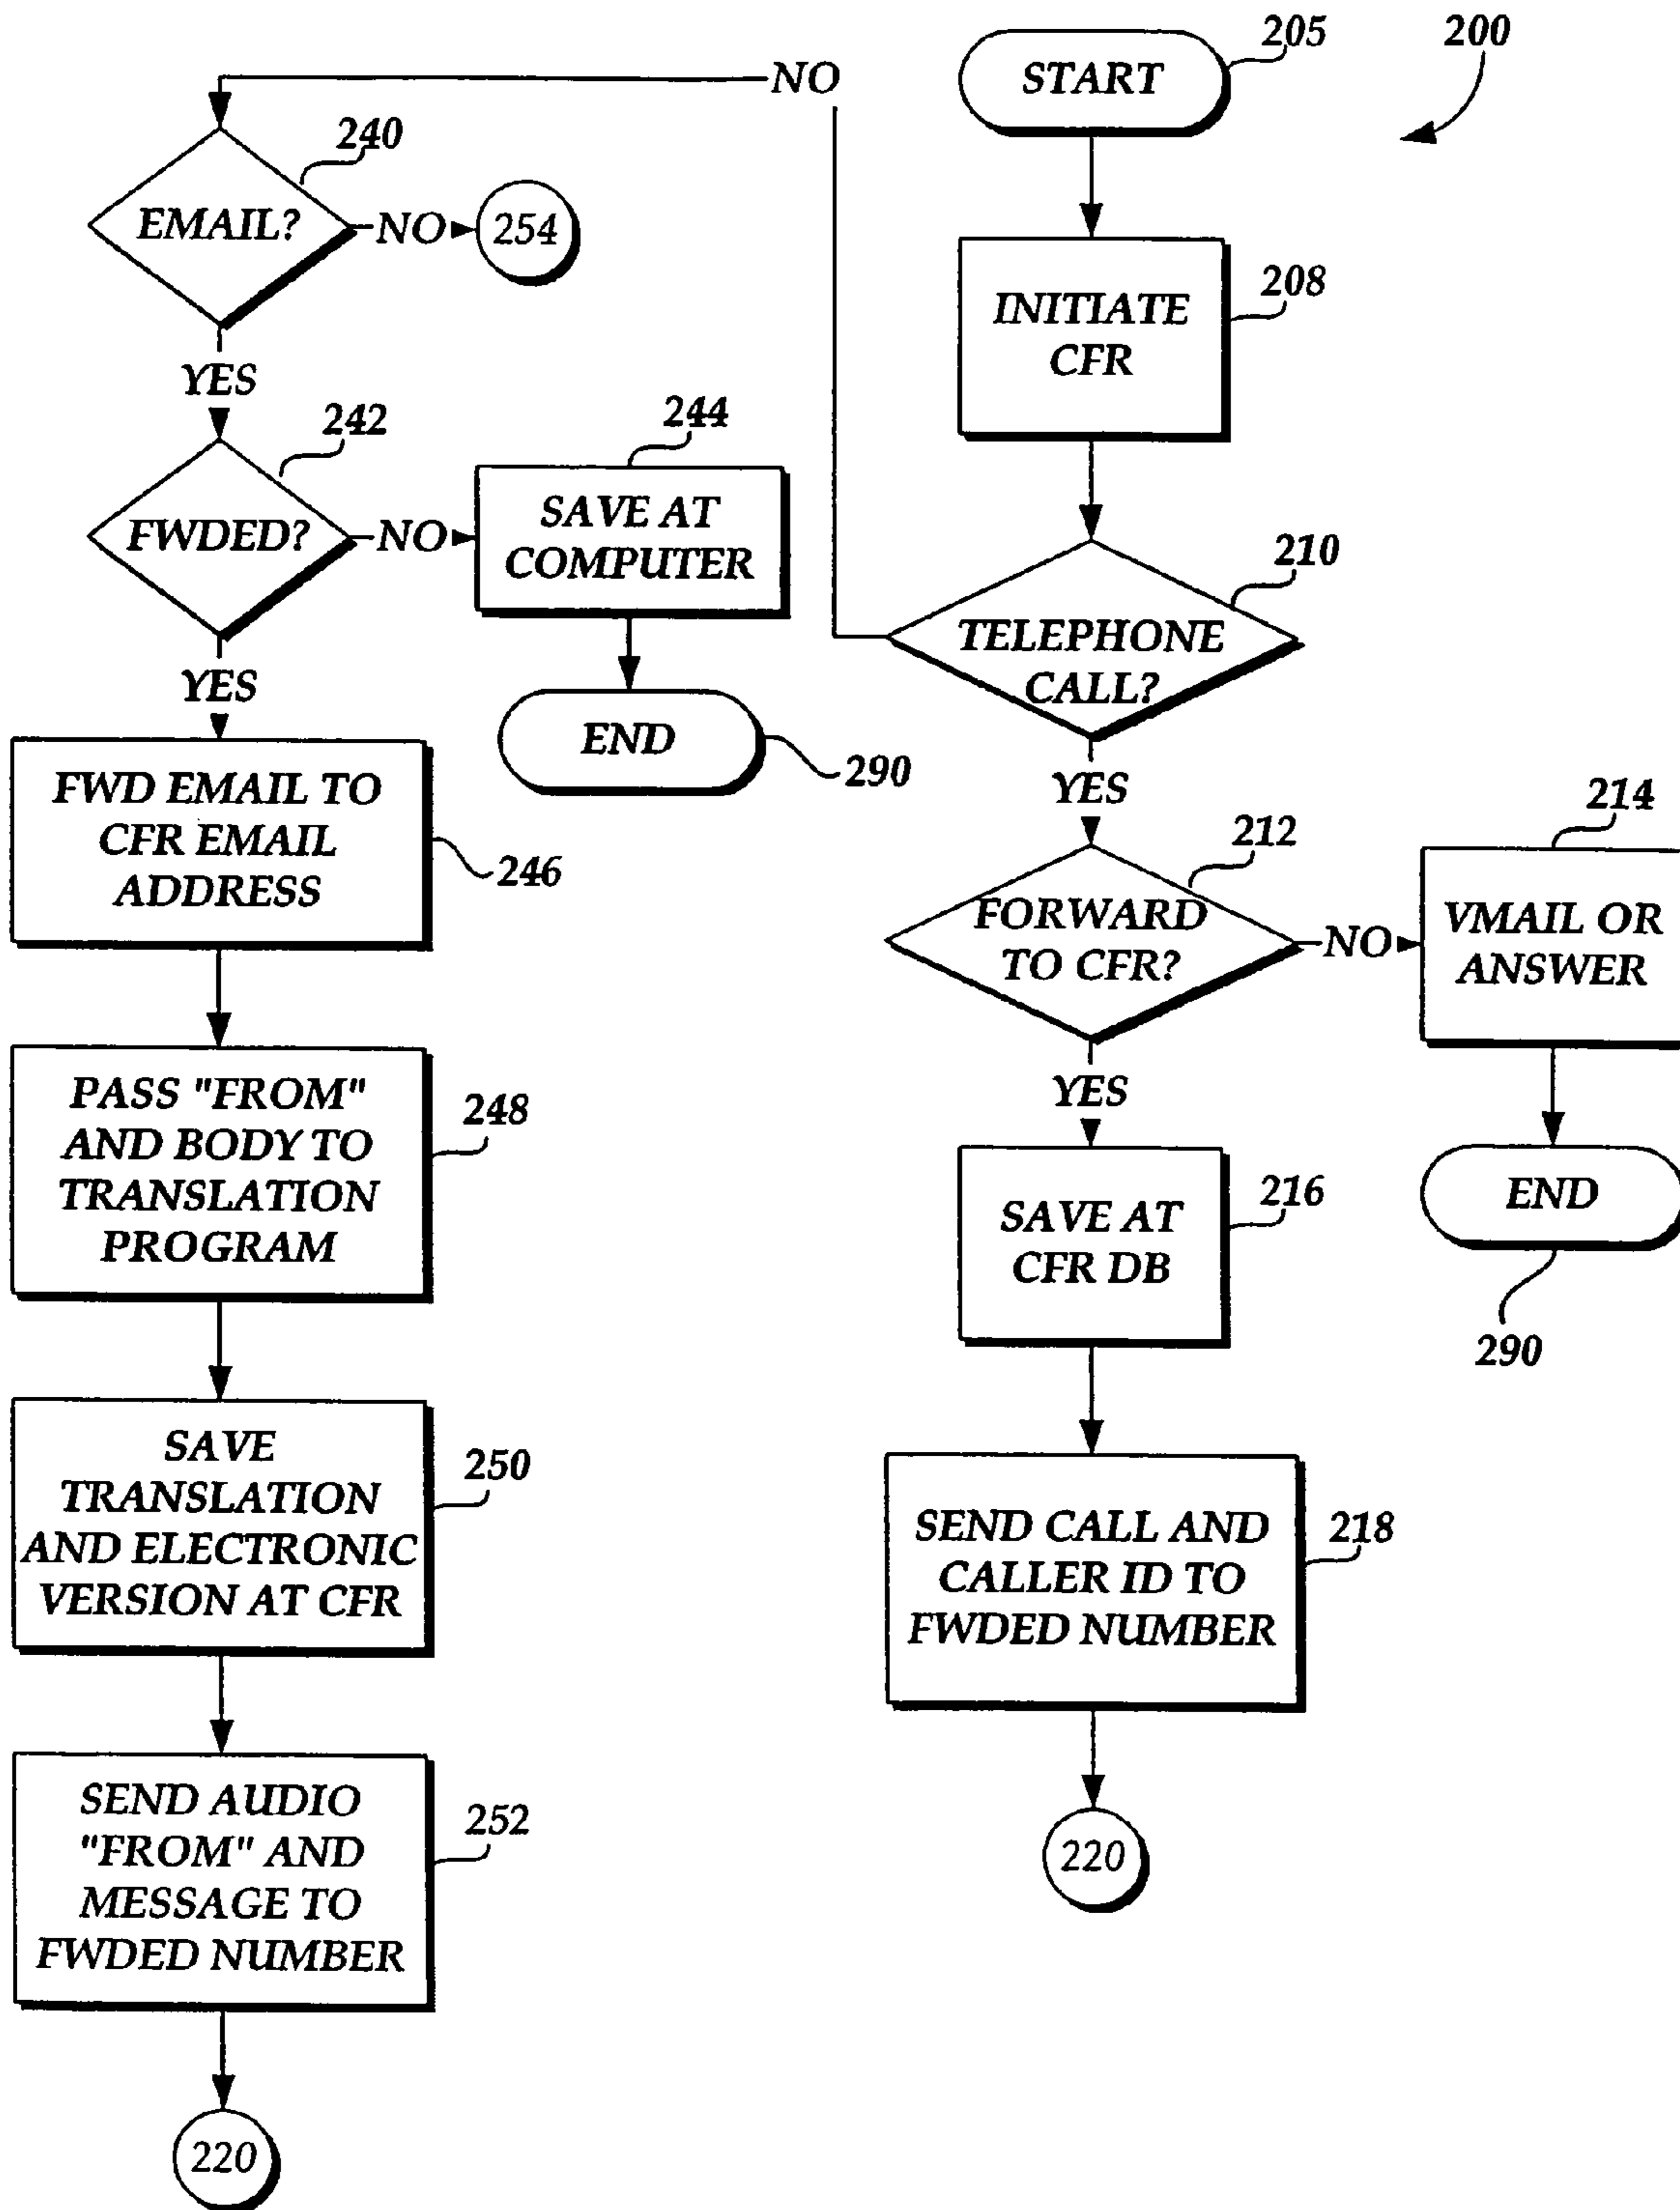 START
205
200
INITIATE
CFR
208
TELEPHONE
CALL?
210
NO
YES
FORWARD
TO CFR?
212
NO
VMAIL OR
ANSWER
214
END
290
YES
SAVE AT
CFR DB
216
SEND CALL AND
CALLER ID TO
FWDED NUMBER
218
220
EMAIL?
240
NO
254
YES
FWDED?
242
NO
SAVE AT
COMPUTER
244
END
290
YES
FWD EMAIL TO
CFR EMAIL
ADDRESS
246
PASS "FROM"
AND BODY TO
TRANSLATION
PROGRAM
248
SAVE
TRANSLATION
AND ELECTRONIC
VERSION AT CFR
250
SEND AUDIO
"FROM" AND
MESSAGE TO
FWDED NUMBER
252
220